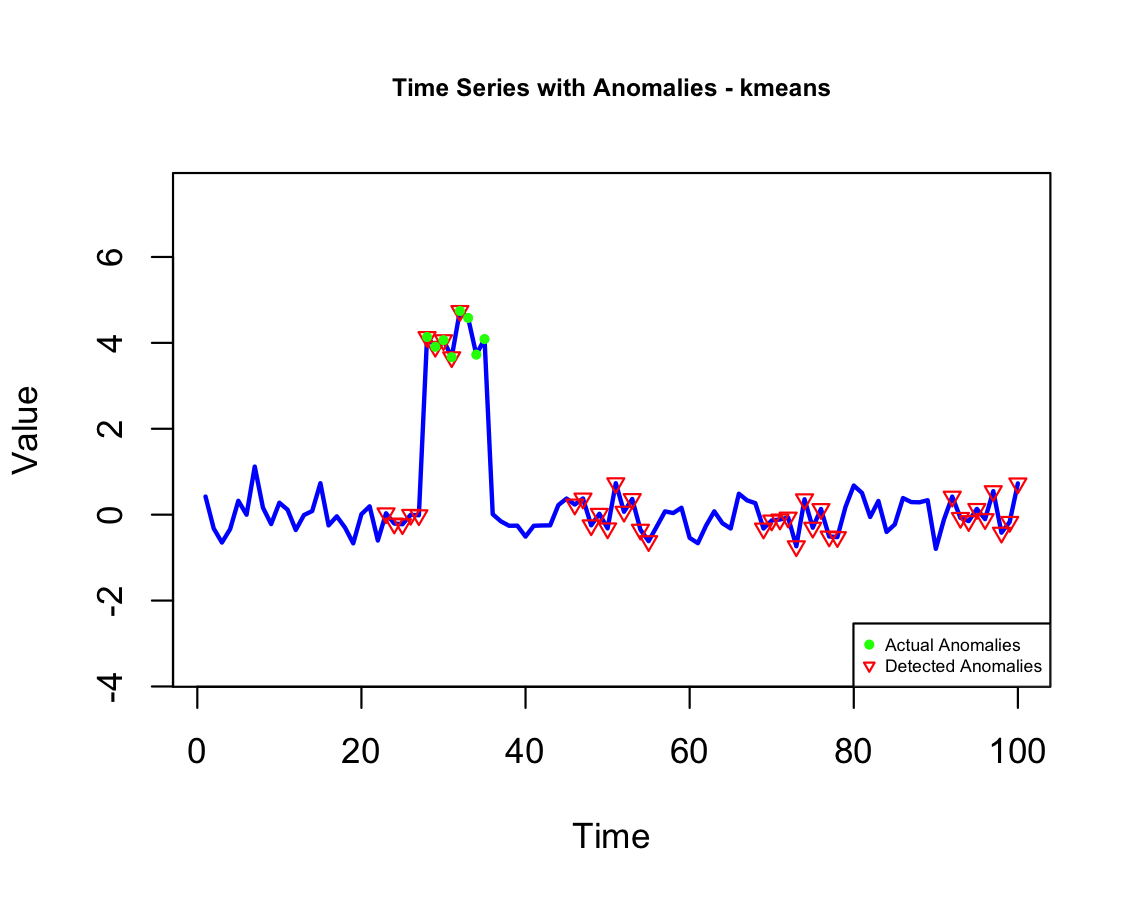 Time Series with Anomalies - kmeans
Value
6
4
2
0
-2
-4
Actual Anomalies
Detected Anomalies
0 20 40 60 80 100
Time